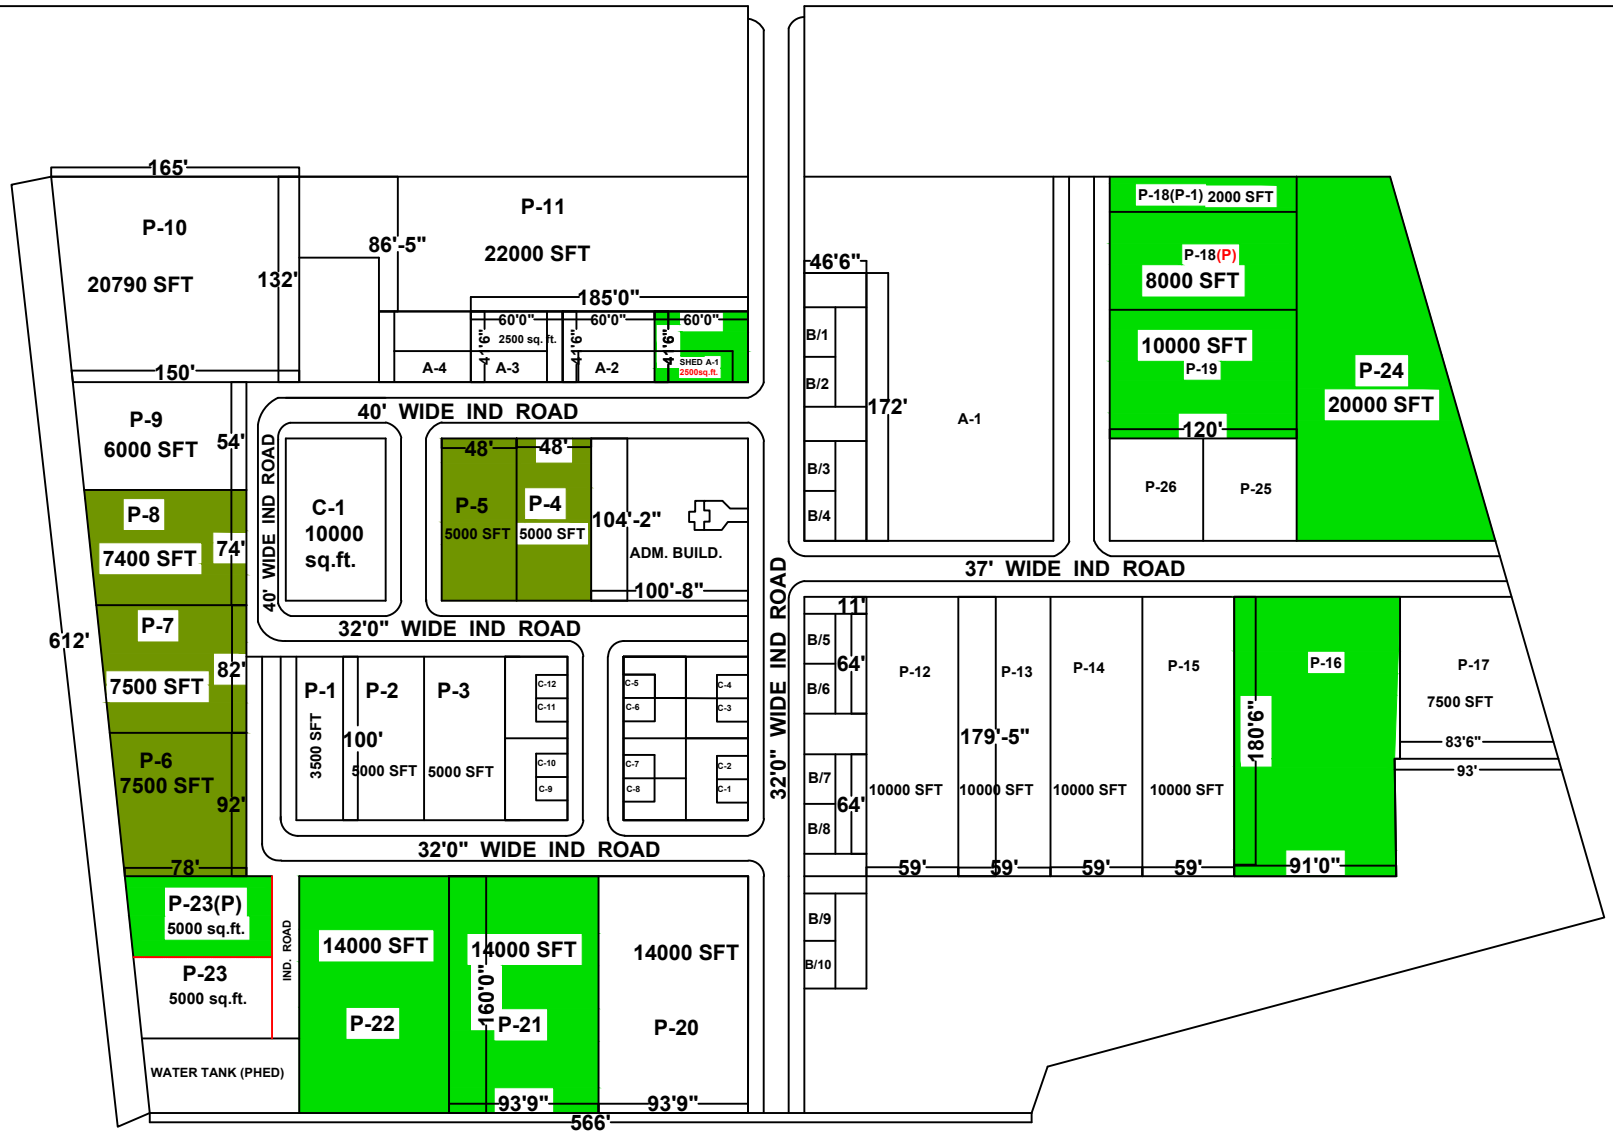 165'
P-10
20790 SFT
132'
150'
86'-5"
P-11
22000 SFT
185'0"
60'0"
60'0"
60'0"
41'6"
41'6"
41'6"
2500 sq. ft.
A-4
A-3
A-2
SHED A-1
2500sq.ft.
46'6"
B/1
B/2
172'
A-1
B/3
B/4
P-18(P-1) 2000 SFT
P-18(P)
8000 SFT
10000 SFT
P-19
120'
P-24
20000 SFT
P-26
P-25
P-9
6000 SFT
54'
40' WIDE IND ROAD
40' WIDE IND ROAD
P-8
7400 SFT
74'
C-1
10000
sq.ft.
48'
48'
P-5
5000 SFT
P-4
5000 SFT
104'-2"
ADM. BUILD.
100'-8"
37' WIDE IND ROAD
32'0" WIDE IND ROAD
612'
P-7
7500 SFT
82'
32'0" WIDE IND ROAD
P-6
7500 SFT
92'
78'
P-1
3500 SFT
100'
P-2
5000 SFT
P-3
5000 SFT
C-12
C-11
C-10
C-9
C-5
C-6
C-7
C-8
C-4
C-3
C-2
C-1
11'
B/5
B/6
64'
B/7
B/8
64'
P-12
10000 SFT
P-13
179'-5"
10000 SFT
P-14
10000 SFT
P-15
10000 SFT
59'
59'
59'
59'
P-16
180'6"
91'0"
P-17
7500 SFT
83'6"
93'
32'0" WIDE IND ROAD
P-23(P)
5000 sq.ft.
P-23
5000 sq.ft.
IND. ROAD
WATER TANK (PHED)
14000 SFT
P-22
14000 SFT
160'0"
P-21
14000 SFT
P-20
93'9"
93'9"
566'
B/9
B/10